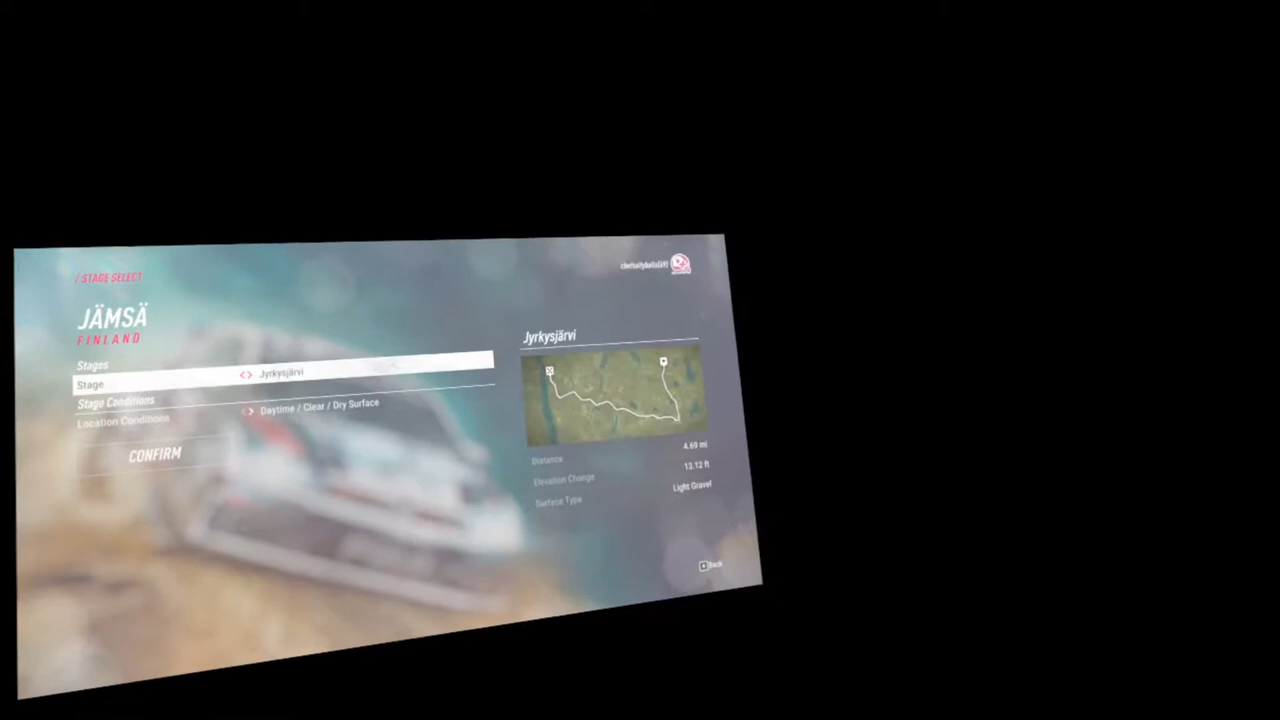 / STAGE SELECT
JÄMSÄ
FINLAND
Stages
Stage <> Jyrkysjärvi
Stage Conditions
Location Conditions <> Daytime / Clear / Dry Surface
CONFIRM
Jyrkysjärvi
Distance 4.69 mi
Elevation Change 13.12 ft
Surface Type Light Gravel
Back